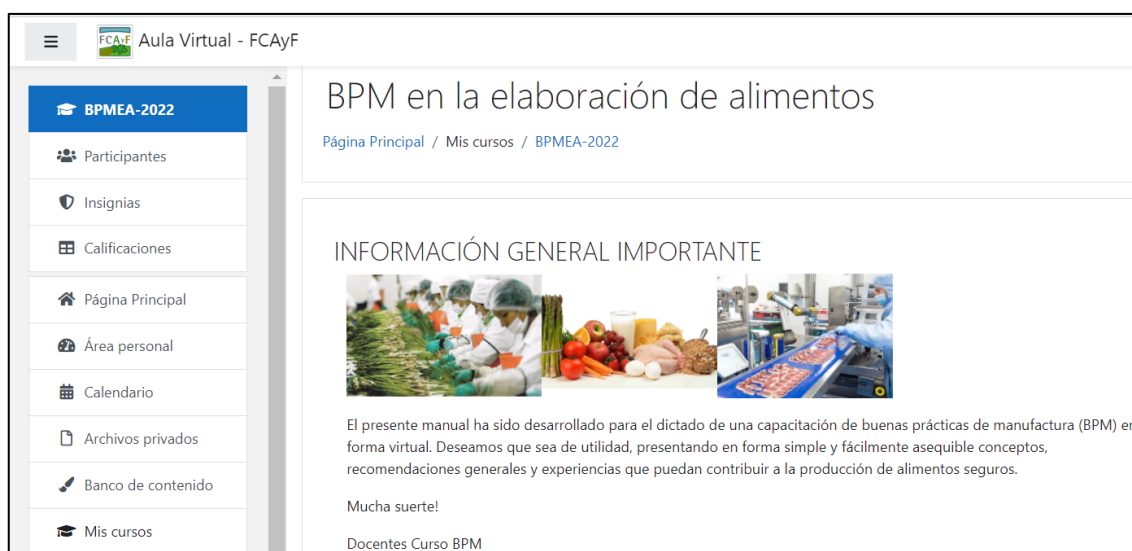 FCAyF Aula Virtual - FCAyF
BPMEA-2022
Participantes
Insignias
Calificaciones
Página Principal
Área personal
Calendario
Archivos privados
Banco de contenido
Mis cursos
BPM en la elaboración de alimentos
Página Principal / Mis cursos / BPMEA-2022
INFORMACIÓN GENERAL IMPORTANTE
El presente manual ha sido desarrollado para el dictado de una capacitación de buenas prácticas de manufactura (BPM) en
forma virtual. Deseamos que sea de utilidad, presentando en forma simple y fácilmente asequible conceptos,
recomendaciones generales y experiencias que puedan contribuir a la producción de alimentos seguros.
Mucha suerte!
Docentes Curso BPM